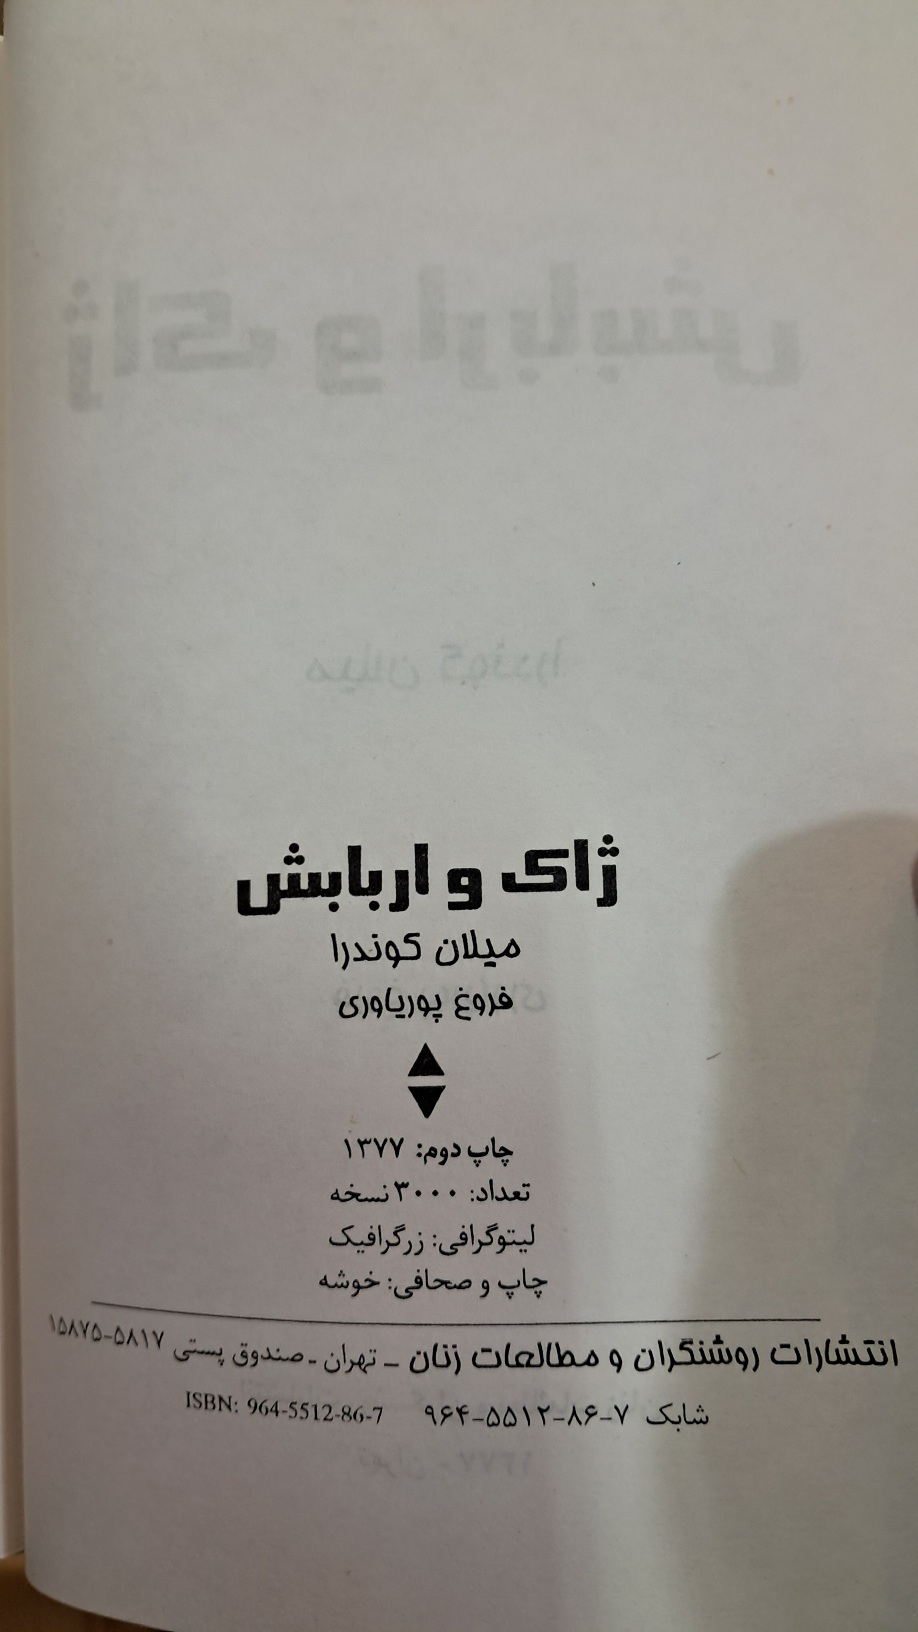 ژاک و اربابش
میلان کوندرا
فروغ پوریاوری
چاپ دوم: ۱۳۷۷
تعداد: ۳۰۰۰ نسخه
لیتوگرافی: زرگرافیک
چاپ و صحافی: خوشه
انتشارات روشنگران و مطالعات زنان ـ تهران ـ صندوق پستی ۵۸۱۷-۱۵۸۷۵
شابک ۷-۸۶-۵۵۱۲-۹۶۴ ISBN: 964-5512-86-7